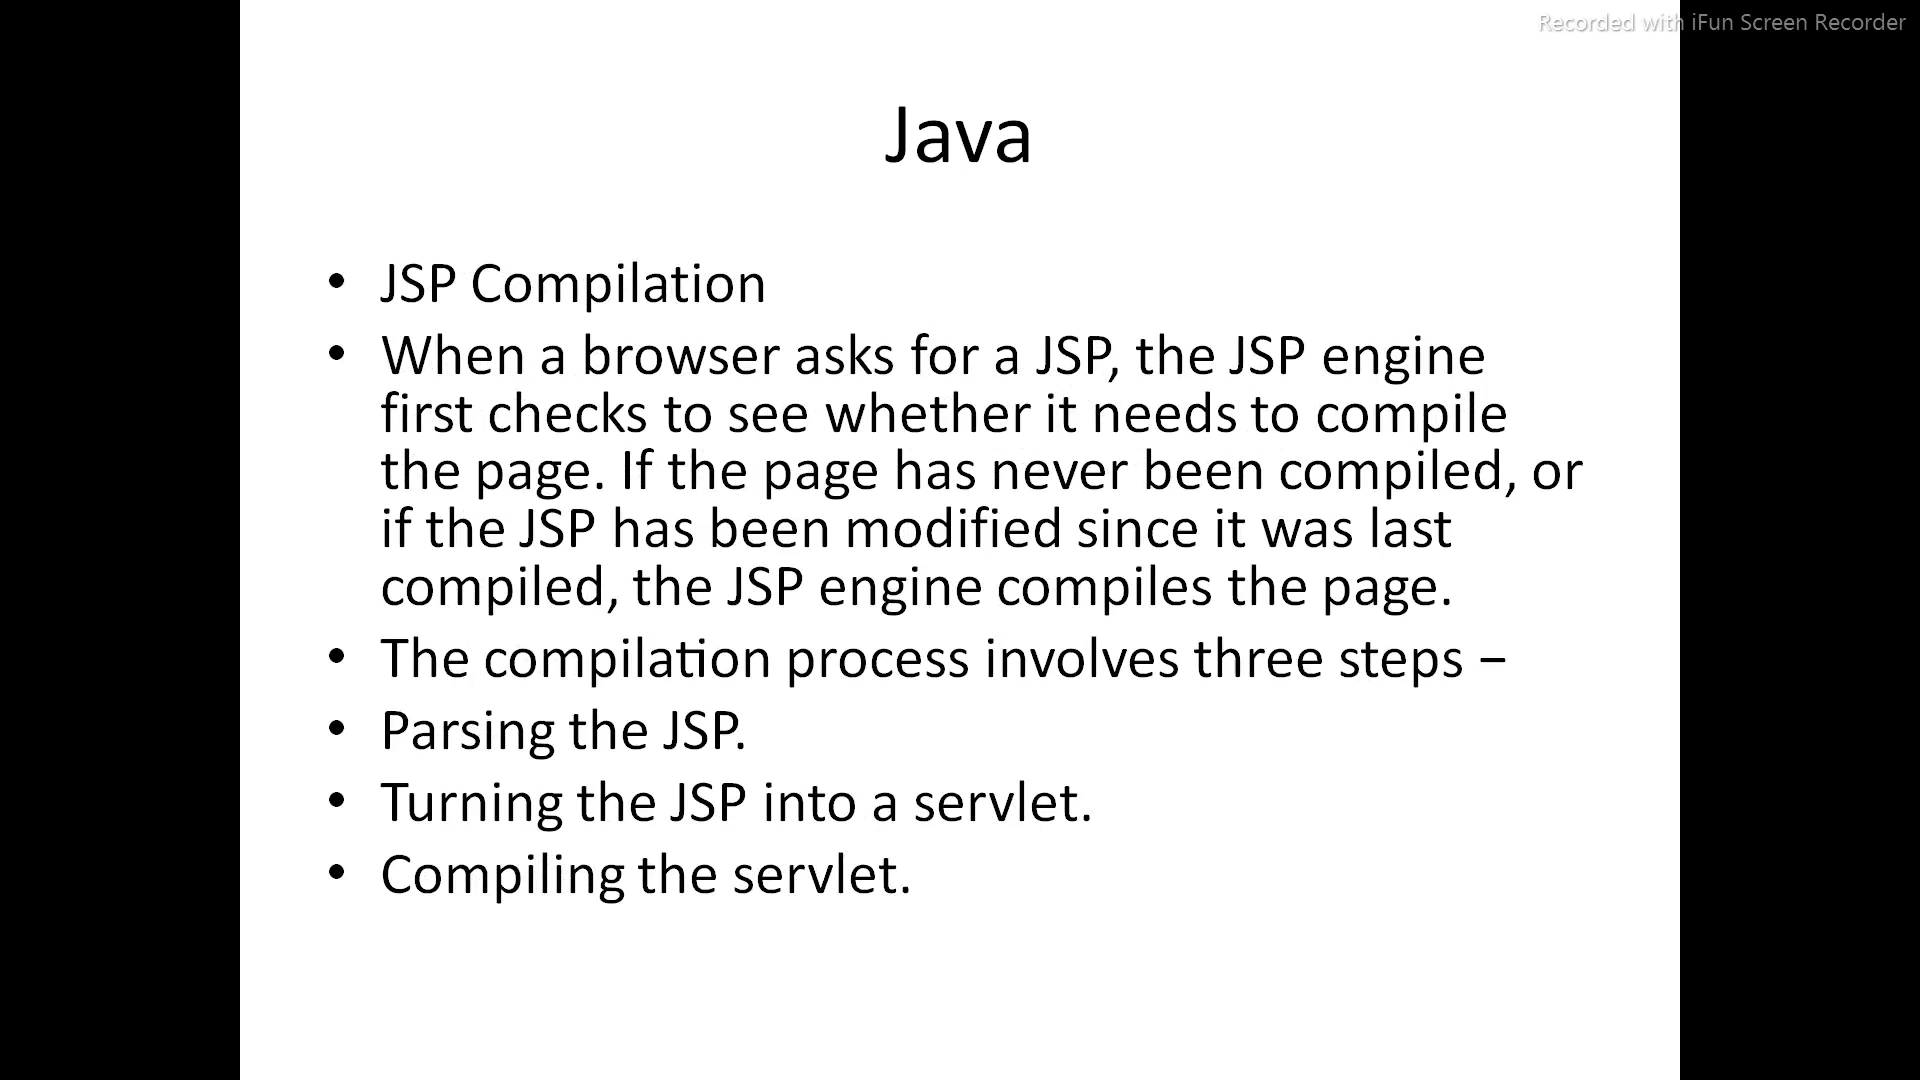 Recorded with iFun Screen Recorder
Java
• JSP Compilation
• When a browser asks for a JSP, the JSP engine
first checks to see whether it needs to compile
the page. If the page has never been compiled, or
if the JSP has been modified since it was last
compiled, the JSP engine compiles the page.
• The compilation process involves three steps −
• Parsing the JSP.
• Turning the JSP into a servlet.
• Compiling the servlet.